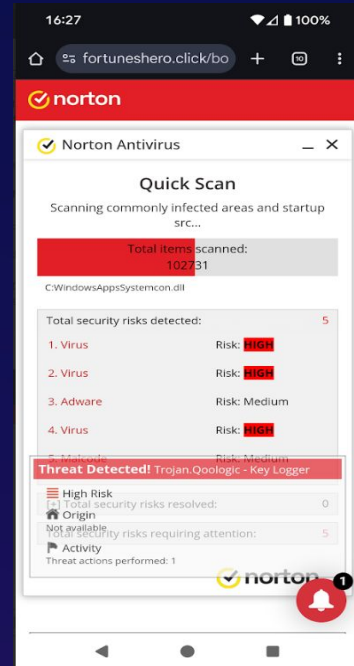 16:27
100%
fortuneshero.click/bo
10
norton
Norton Antivirus
Quick Scan
Scanning commonly infected areas and startup
src...
Total items scanned:
102731
C:WindowsAppsSystemcon.dll
Total security risks detected: 5
1. Virus Risk: HIGH
2. Virus Risk: HIGH
3. Adware Risk: Medium
4. Virus Risk: HIGH
5. Malcode Risk: Medium
Threat Detected! Trojan.Qoologic - Key Logger
High Risk
[+] Total security risks resolved: 0
Origin
Not available
Total security risks requiring attention: 5
Activity
Threat actions performed: 1
norton
1